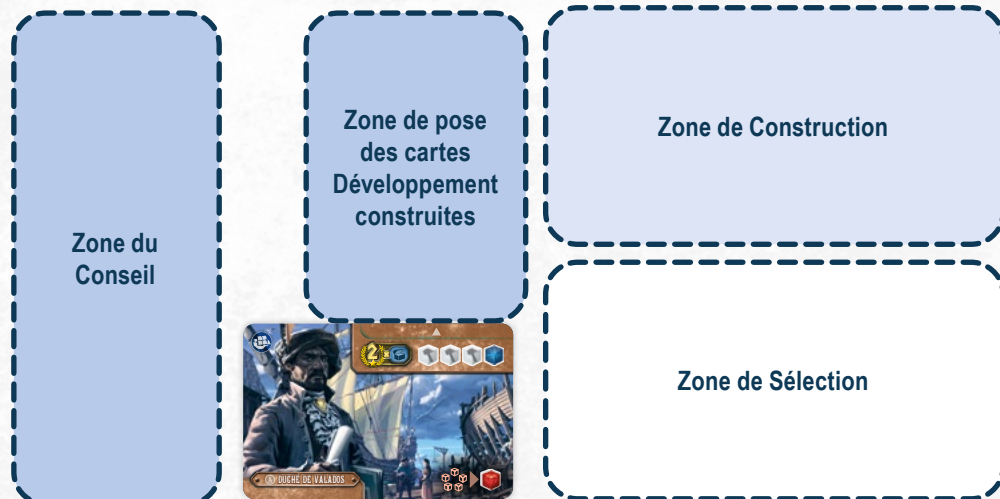 Zone du
Conseil
Zone de pose
des cartes
Développement
construites
Zone de Construction
Zone de Sélection
2
DUCHÉ DE VALADOS